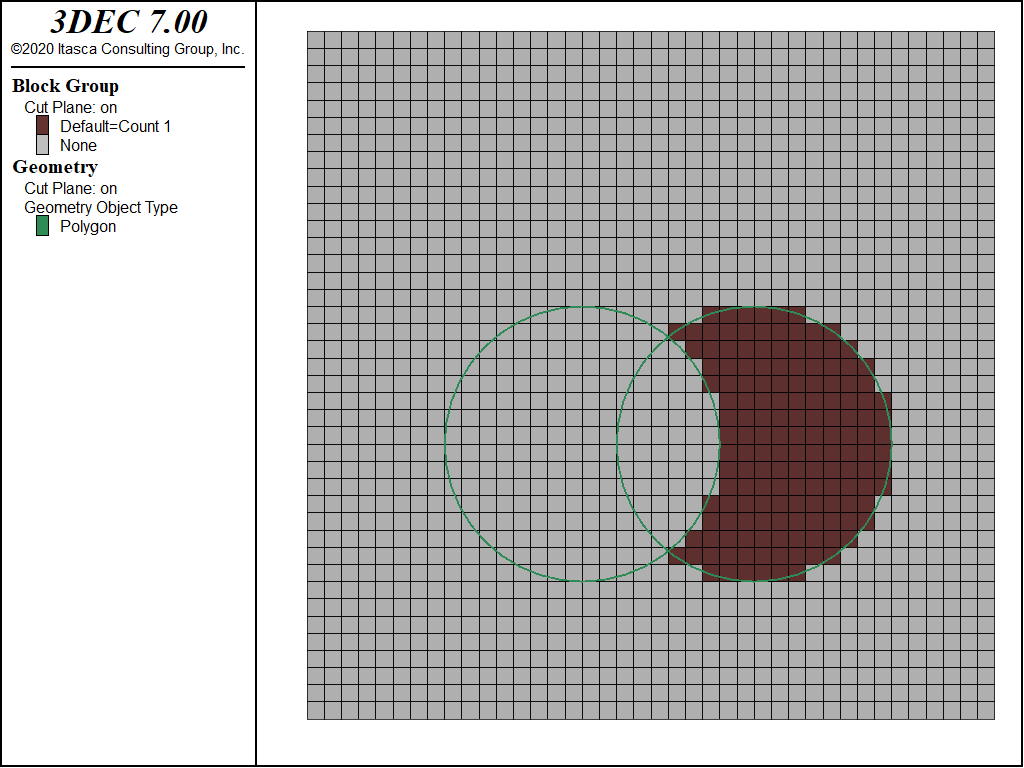 3DEC 7.00
©2020 Itasca Consulting Group, Inc.
Block Group
Cut Plane: on
Default=Count 1
None
Geometry
Cut Plane: on
Geometry Object Type
Polygon